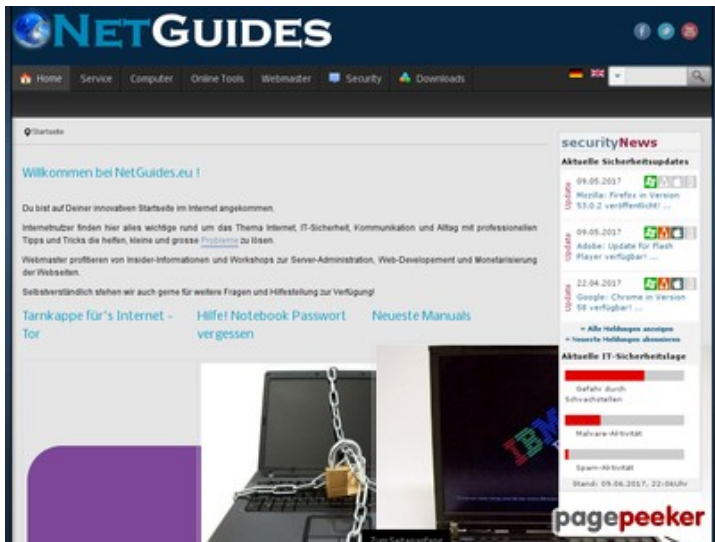 NETGUIDES
Home Service Computer Online Tools Webmaster Security Downloads
Startseite
Willkommen bei NetGuides.eu !
Du bist auf Deiner innovativen Startseite im Internet angekommen.
Internetnutzer finden hier alles wichtige rund um das Thema Internet, IT-Sicherheit, Kommunikation und Alltag mit professionellen
Tipps und Tricks die helfen, kleine und grosse Probleme zu lösen.
Webmaster profitieren von Insider-Informationen und Workshops zur Server-Administration, Web-Developement und Monetarisierung
der Webseiten.
Selbstverständlich stehen wir auch gerne für weitere Fragen und Hilfestellung zur Verfügung!
Tarnkappe für's Internet -
Tor
Hilfe! Notebook Passwort
vergessen
Neueste Manuals
IBM
Zum Seitenanfang
securityNews
Aktuelle Sicherheitsupdates
Update
09.05.2017
Mozilla: Firefox in Version
53.0.2 veröffentlicht! ...
Update
09.05.2017
Adobe: Update für Flash
Player verfügbar! ...
Update
22.04.2017
Google: Chrome in Version
58 verfügbar! ...
» Alle Meldungen anzeigen
» Neueste Meldungen abonnieren
Aktuelle IT-Sicherheitslage
Gefahr durch
Schwachstellen
Malware-Aktivität
Spam-Aktivität
Stand: 09.06.2017, 22:06Uhr
pagepeeker